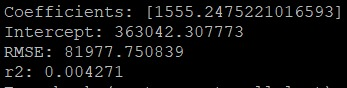 Coefficients: [1555.2475221016593]
Intercept: 363042.307773
RMSE: 81977.750839
r2: 0.004271